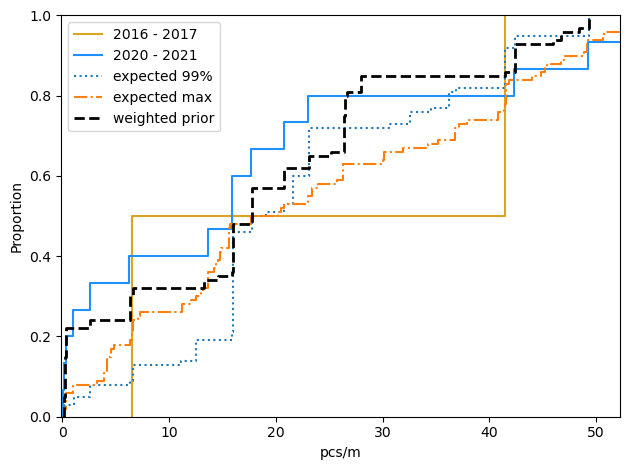 1.0
0.8
0.6
0.4
0.2
0.0
Proportion
2016 - 2017
2020 - 2021
expected 99%
expected max
weighted prior
0 10 20 30 40 50
pcs/m